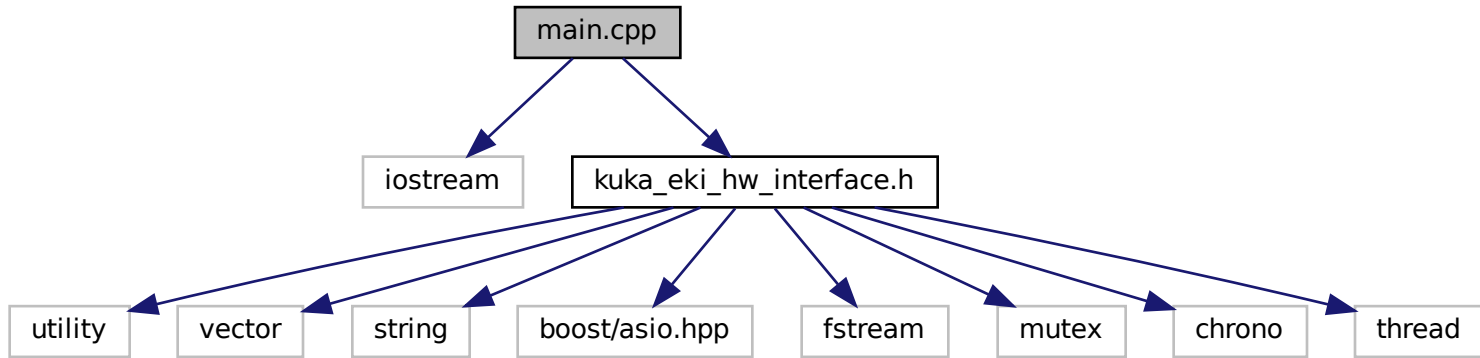 main.cpp
iostream
kuka_eki_hw_interface.h
utility
vector
string
boost/asio.hpp
fstream
mutex
chrono
thread